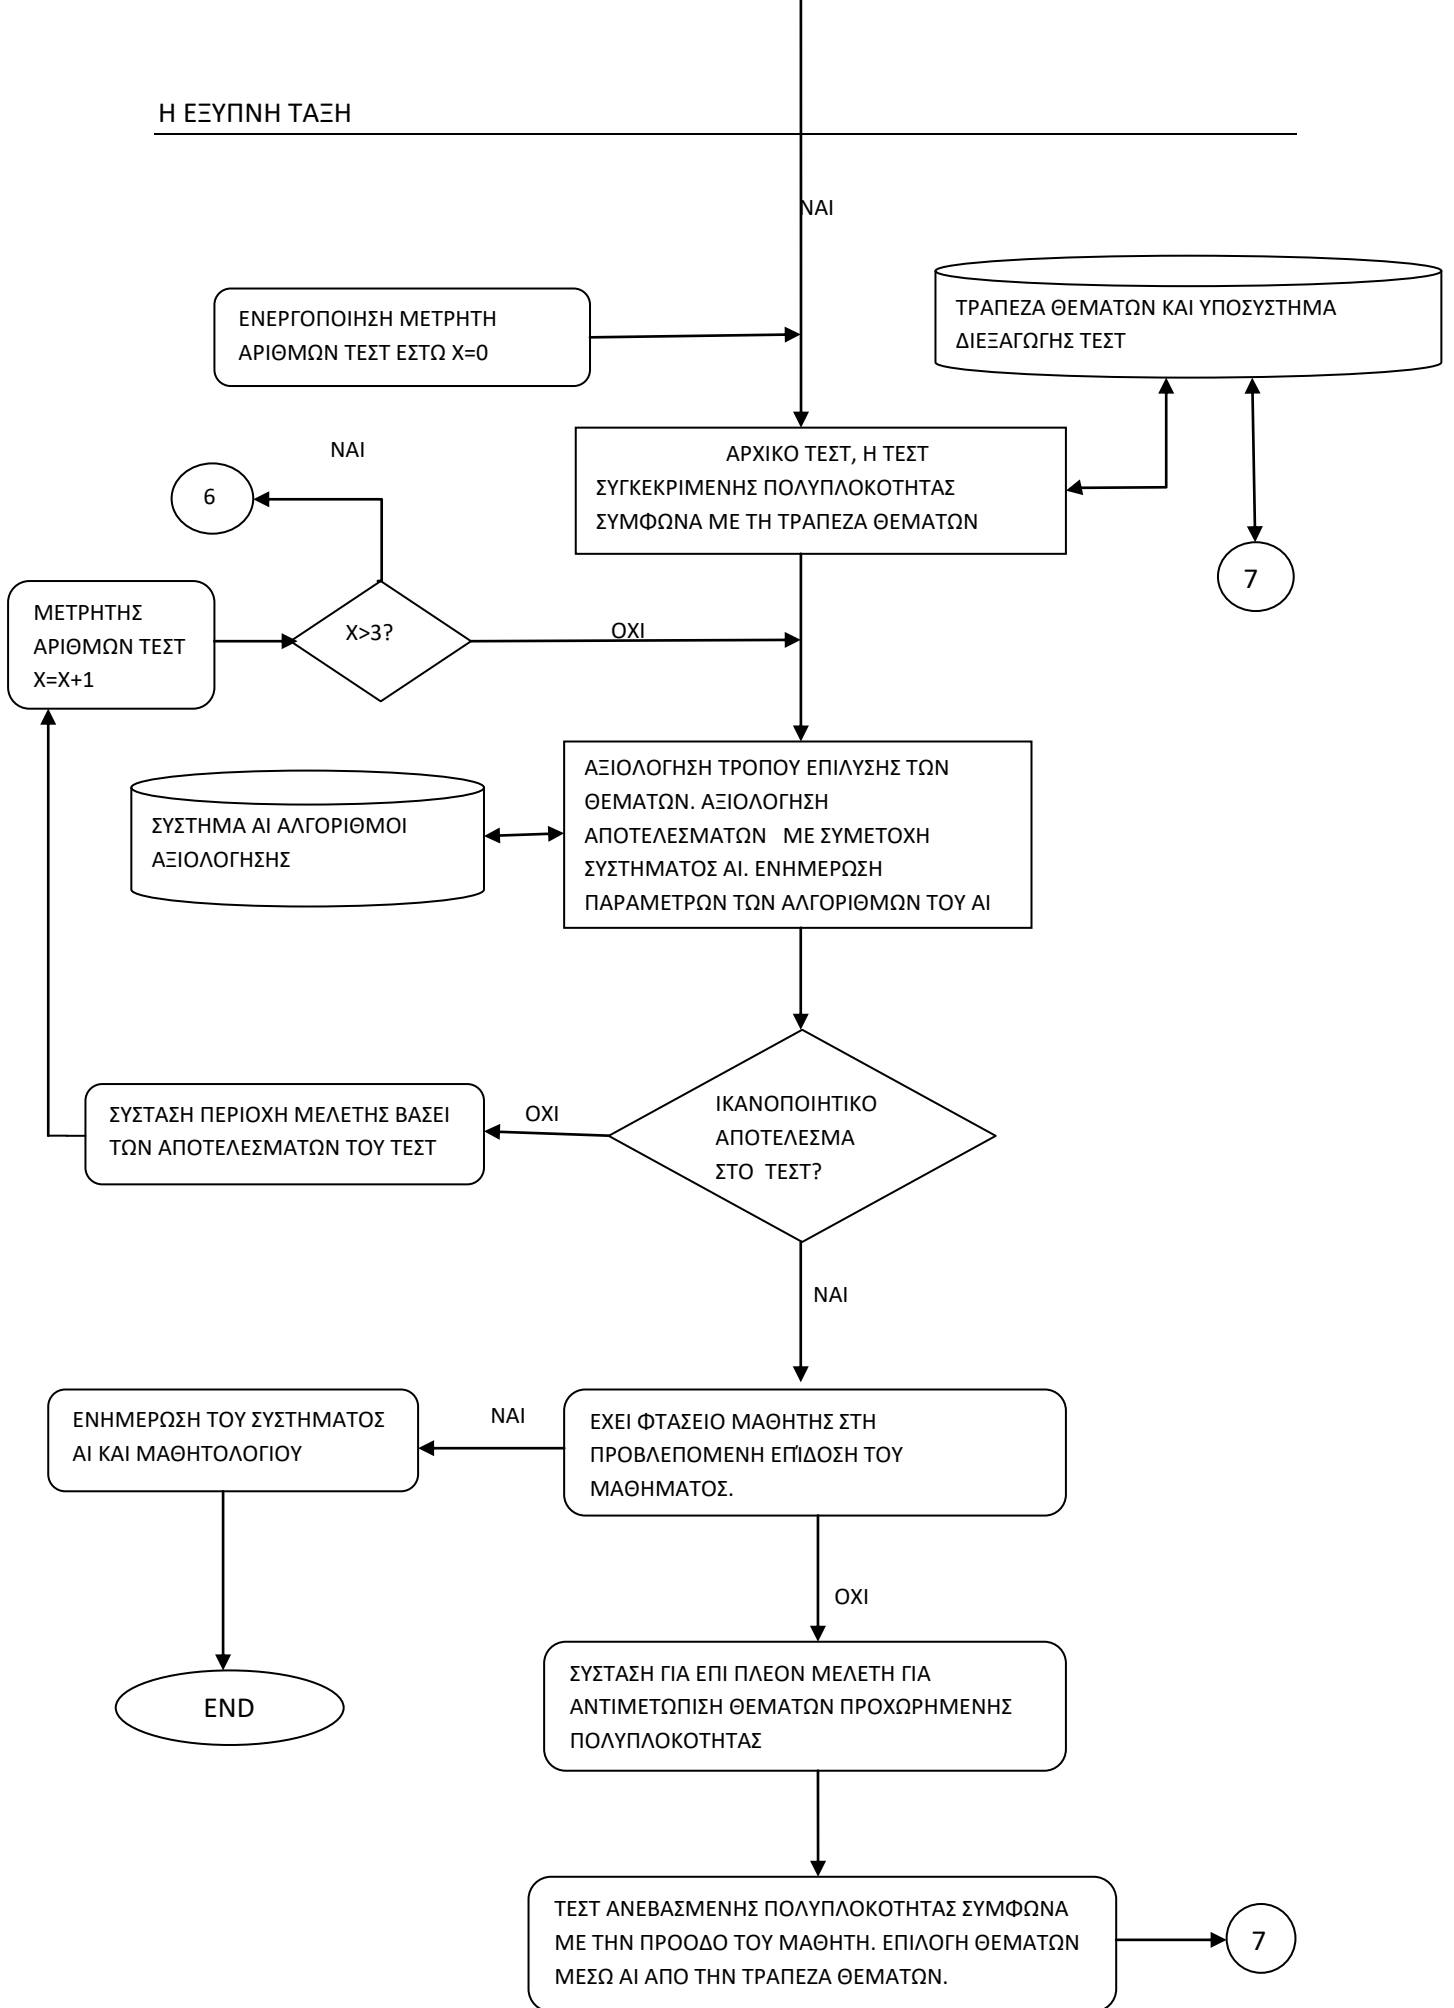 Η ΕΞΥΠΝΗ ΤΑΞΗ
ΝΑΙ
ΕΝΕΡΓΟΠΟΙΗΣΗ ΜΕΤΡΗΤΗ
ΑΡΙΘΜΩΝ ΤΕΣΤ ΕΣΤΩ Χ=0
ΤΡΑΠΕΖΑ ΘΕΜΑΤΩΝ ΚΑΙ ΥΠΟΣΥΣΤΗΜΑ
ΔΙΕΞΑΓΩΓΗΣ ΤΕΣΤ
ΝΑΙ
6
ΑΡΧΙΚΟ ΤΕΣΤ, Η ΤΕΣΤ
ΣΥΓΚΕΚΡΙΜΕΝΗΣ ΠΟΛΥΠΛΟΚΟΤΗΤΑΣ
ΣΥΜΦΩΝΑ ΜΕ ΤΗ ΤΡΑΠΕΖΑ ΘΕΜΑΤΩΝ
7
ΜΕΤΡΗΤΗΣ
ΑΡΙΘΜΩΝ ΤΕΣΤ
Χ=Χ+1
Χ>3?
ΟΧΙ
ΣΥΣΤΗΜΑ ΑΙ ΑΛΓΟΡΙΘΜΟΙ
ΑΞΙΟΛΟΓΗΣΗΣ
ΑΞΙΟΛΟΓΗΣΗ ΤΡΟΠΟΥ ΕΠΙΛΥΣΗΣ ΤΩΝ
ΘΕΜΑΤΩΝ. ΑΞΙΟΛΟΓΗΣΗ
ΑΠΟΤΕΛΕΣΜΑΤΩΝ ΜΕ ΣΥΜΕΤΟΧΗ
ΣΥΣΤΗΜΑΤΟΣ ΑΙ. ΕΝΗΜΕΡΩΣΗ
ΠΑΡΑΜΕΤΡΩΝ ΤΩΝ ΑΛΓΟΡΙΘΜΩΝ ΤΟΥ ΑΙ
ΣΥΣΤΑΣΗ ΠΕΡΙΟΧΗ ΜΕΛΕΤΗΣ ΒΑΣΕΙ
ΤΩΝ ΑΠΟΤΕΛΕΣΜΑΤΩΝ ΤΟΥ ΤΕΣΤ
ΟΧΙ
ΙΚΑΝΟΠΟΙΗΤΙΚΟ
ΑΠΟΤΕΛΕΣΜΑ
ΣΤΟ ΤΕΣΤ?
ΝΑΙ
ΕΝΗΜΕΡΩΣΗ ΤΟΥ ΣΥΣΤΗΜΑΤΟΣ
ΑΙ ΚΑΙ ΜΑΘΗΤΟΛΟΓΙΟΥ
ΝΑΙ
ΕΧΕΙ ΦΤΑΣΕΙΟ ΜΑΘΗΤΗΣ ΣΤΗ
ΠΡΟΒΛΕΠΟΜΕΝΗ ΕΠΊΔΟΣΗ ΤΟΥ
ΜΑΘΗΜΑΤΟΣ.
ΟΧΙ
END
ΣΥΣΤΑΣΗ ΓΙΑ ΕΠΙ ΠΛΕΟΝ ΜΕΛΕΤΗ ΓΙΑ
ΑΝΤΙΜΕΤΩΠΙΣΗ ΘΕΜΑΤΩΝ ΠΡΟΧΩΡΗΜΕΝΗΣ
ΠΟΛΥΠΛΟΚΟΤΗΤΑΣ
ΤΕΣΤ ΑΝΕΒΑΣΜΕΝΗΣ ΠΟΛΥΠΛΟΚΟΤΗΤΑΣ ΣΥΜΦΩΝΑ
ΜΕ ΤΗΝ ΠΡΟΟΔΟ ΤΟΥ ΜΑΘΗΤΗ. ΕΠΙΛΟΓΗ ΘΕΜΑΤΩΝ
ΜΕΣΩ ΑΙ ΑΠΟ ΤΗΝ ΤΡΑΠΕΖΑ ΘΕΜΑΤΩΝ.
7